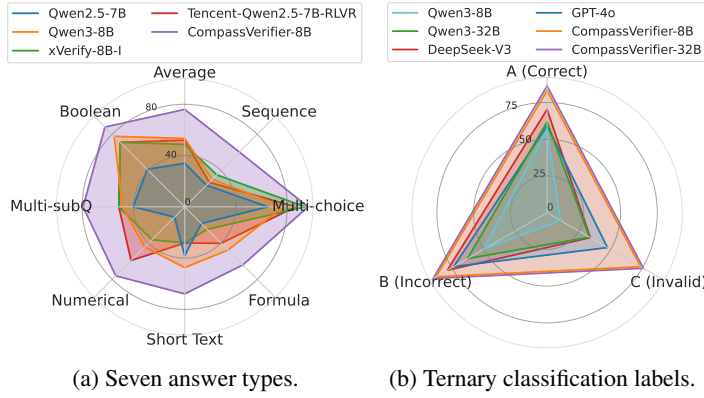 Qwen2.5-7B
Qwen3-8B
xVerify-8B-I
Tencent-Qwen2.5-7B-RLVR
CompassVerifier-8B
Average
Boolean
Sequence
80
40
0
Multi-subQ
Multi-choice
Numerical
Formula
Short Text
(a) Seven answer types.
Qwen3-8B
Qwen3-32B
DeepSeek-V3
GPT-4o
CompassVerifier-8B
CompassVerifier-32B
A (Correct)
75
50
25
0
B (Incorrect)
C (Invalid)
(b) Ternary classification labels.